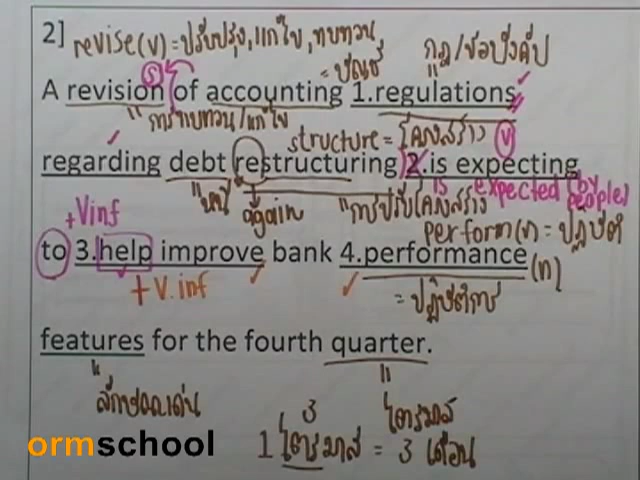 2] revise (v) = ปรับปรุง, แก้ไข, ทบทวน,
= บัญชี
กฎ/ข้อบังคับ
A revision of accounting 1.regulations
S
" การทบทวน/แก้ไข
structure = โครงสร้าง
V
regarding debt restructuring 2.is expecting
is expected (by people)
หนี้
again
" การปรับโครงสร้าง
+Vinf
perform (v) = ปฏิบัติ
to 3.help improve bank 4.performance
(n)
+ V.inf
= ปฏิบัติการ
features for the fourth quarter.
ลักษณะเด่น
ไตรมาส
3
1 ไตรมาส = 3 เดือน
ormschool